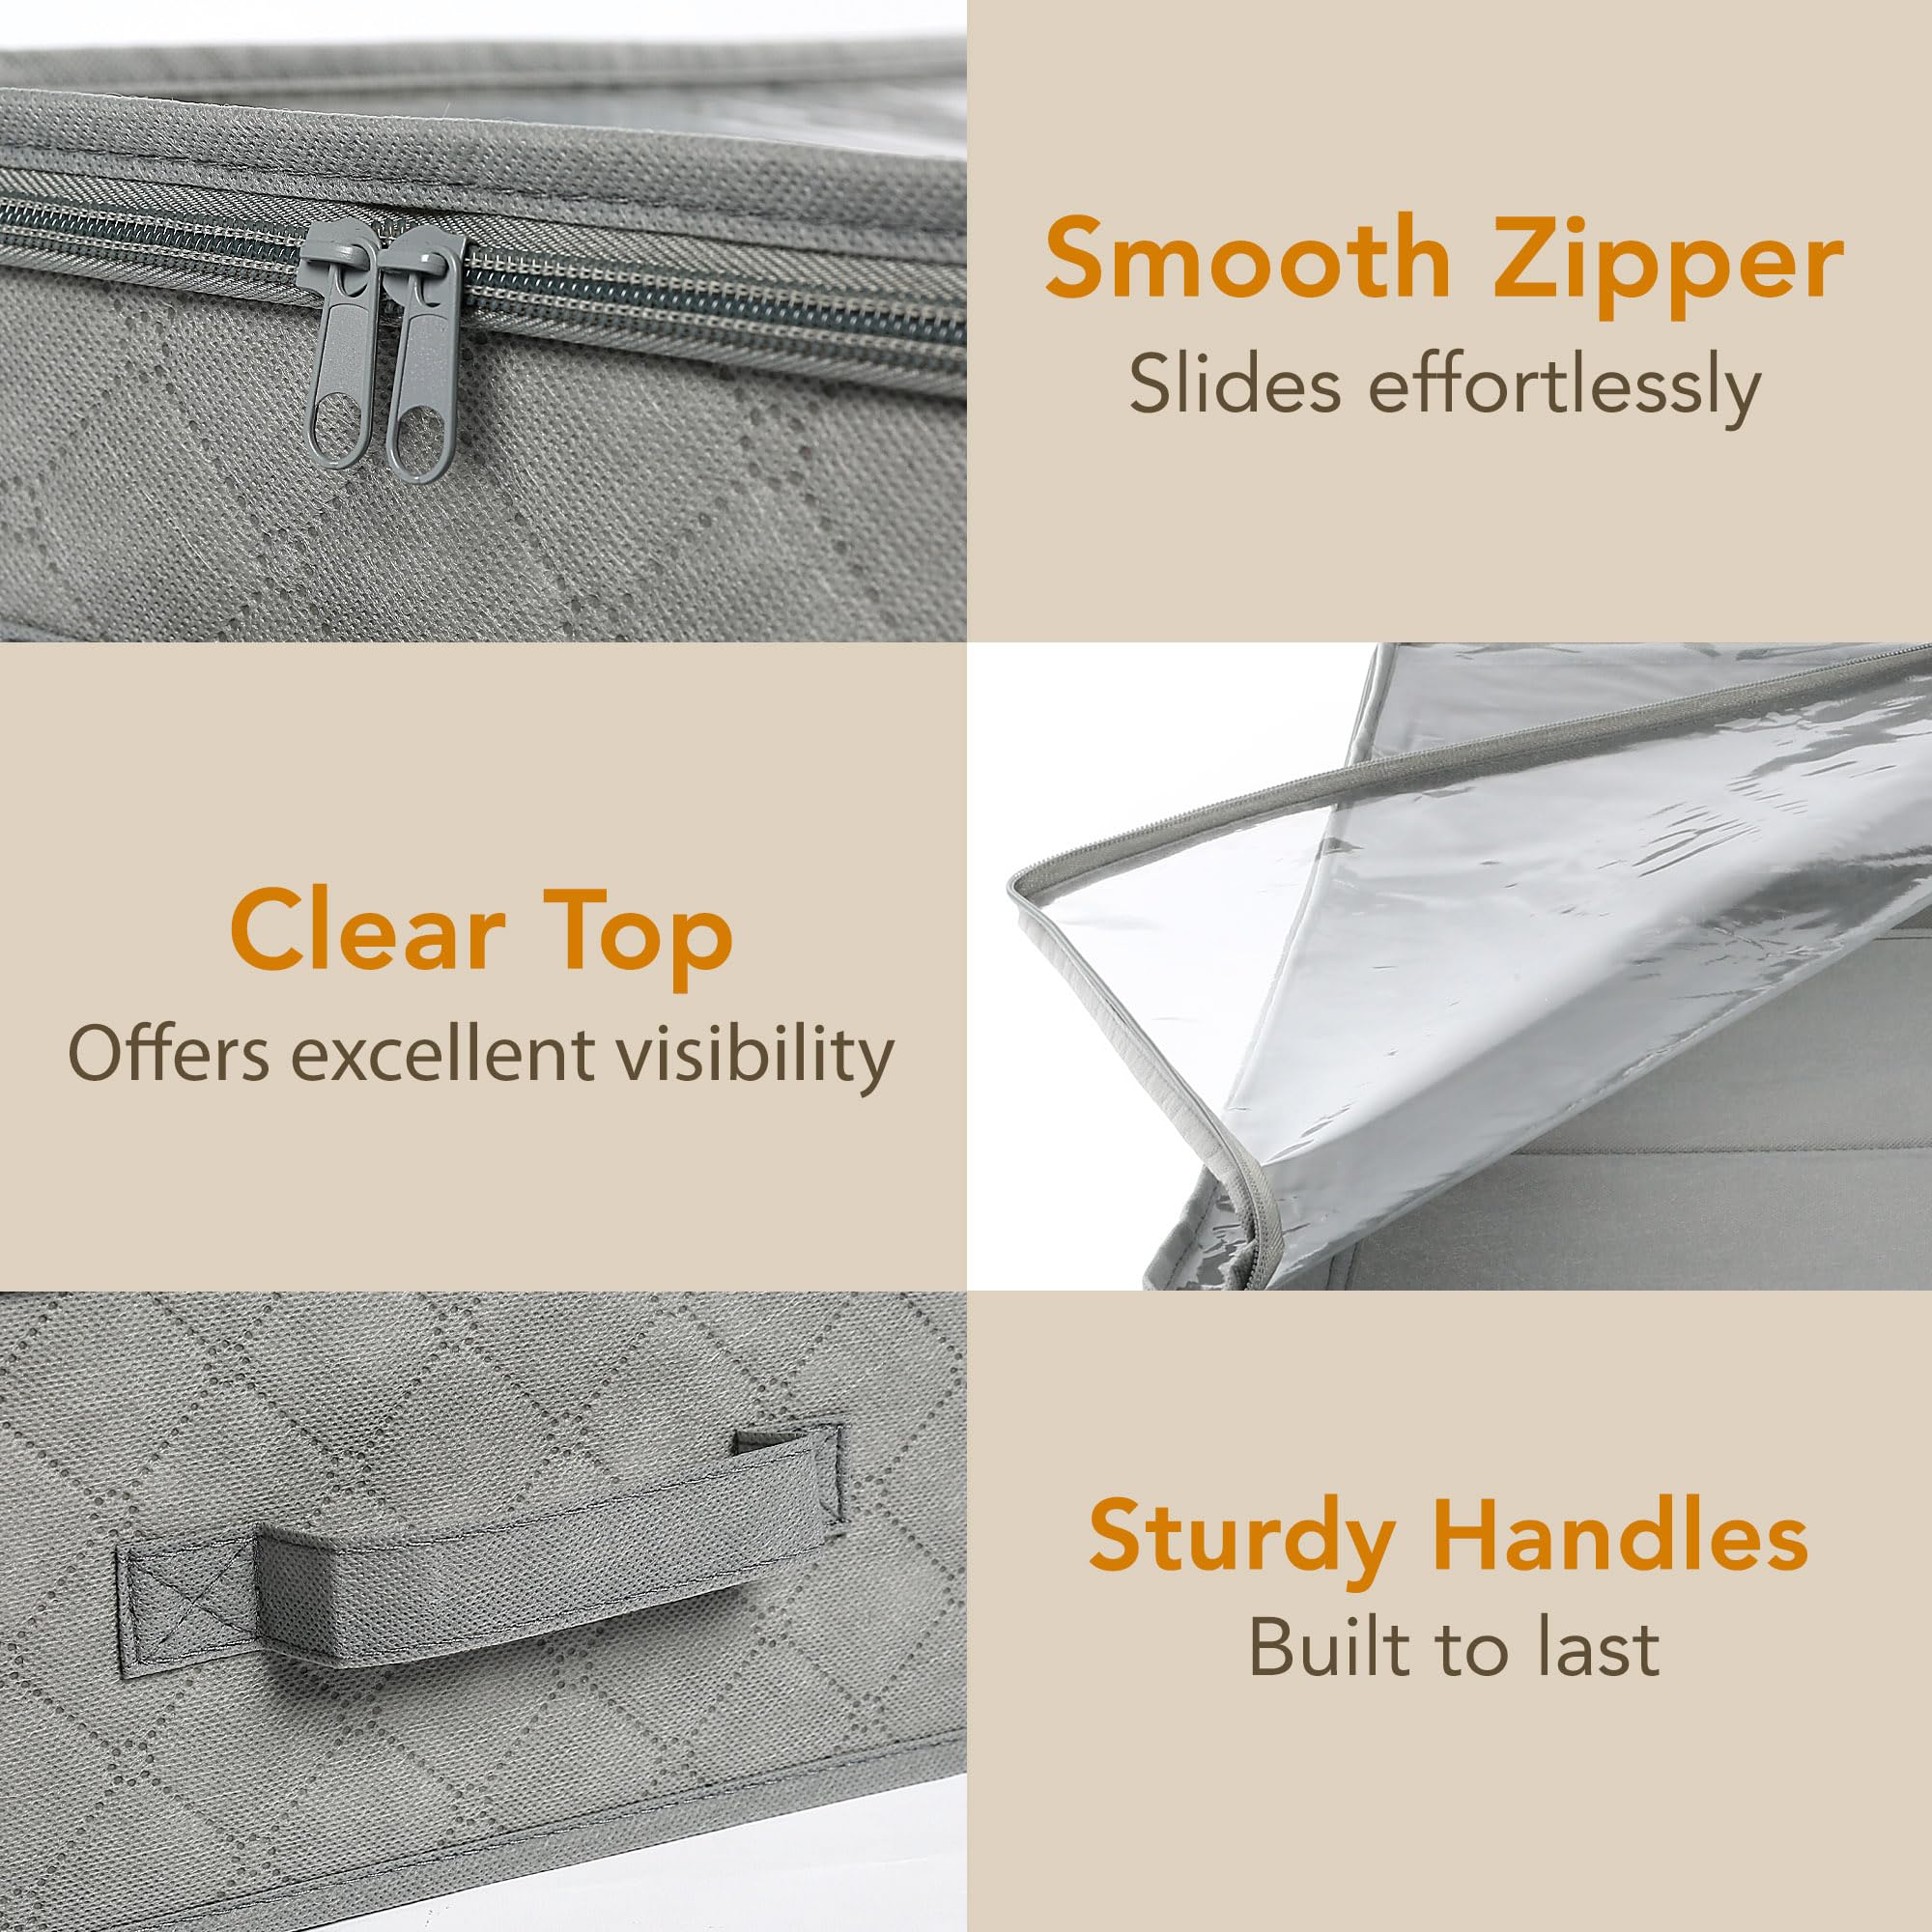 Smooth Zipper
Slides effortlessly
Clear Top
Offers excellent visibility
Sturdy Handles
Built to last